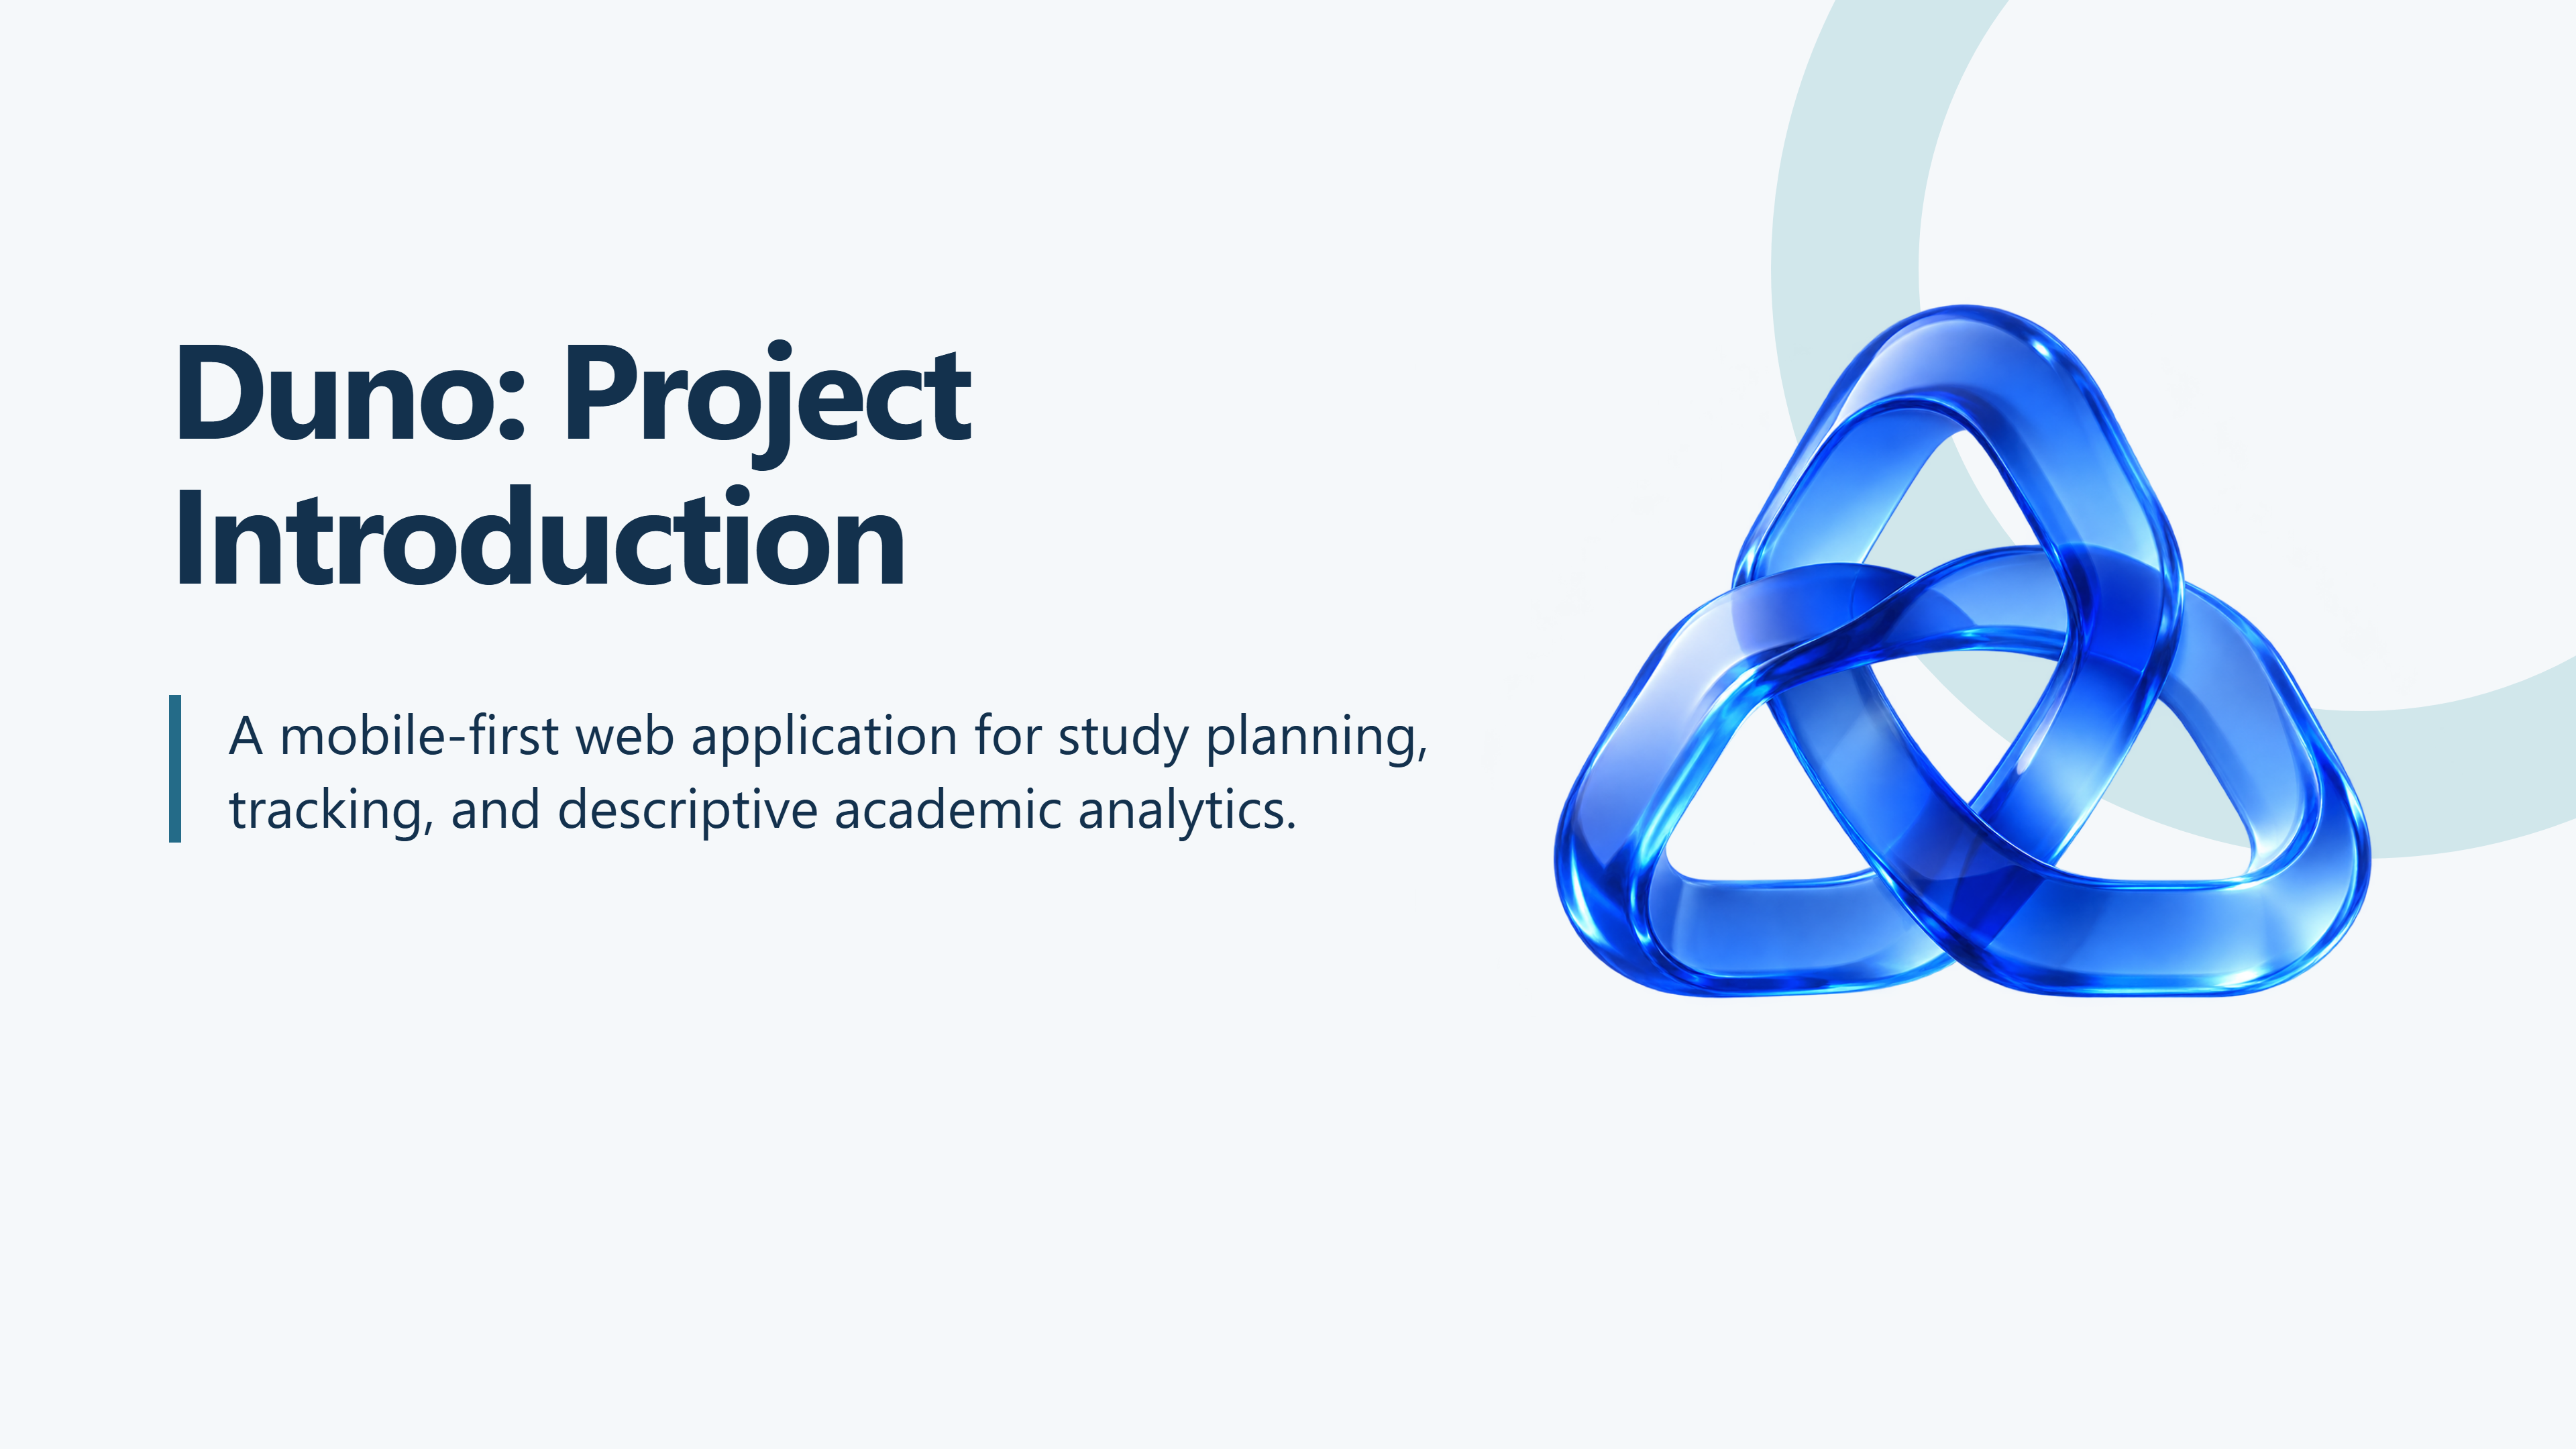 Duno: Project
Introduction
A mobile-first web application for study planning,
tracking, and descriptive academic analytics.